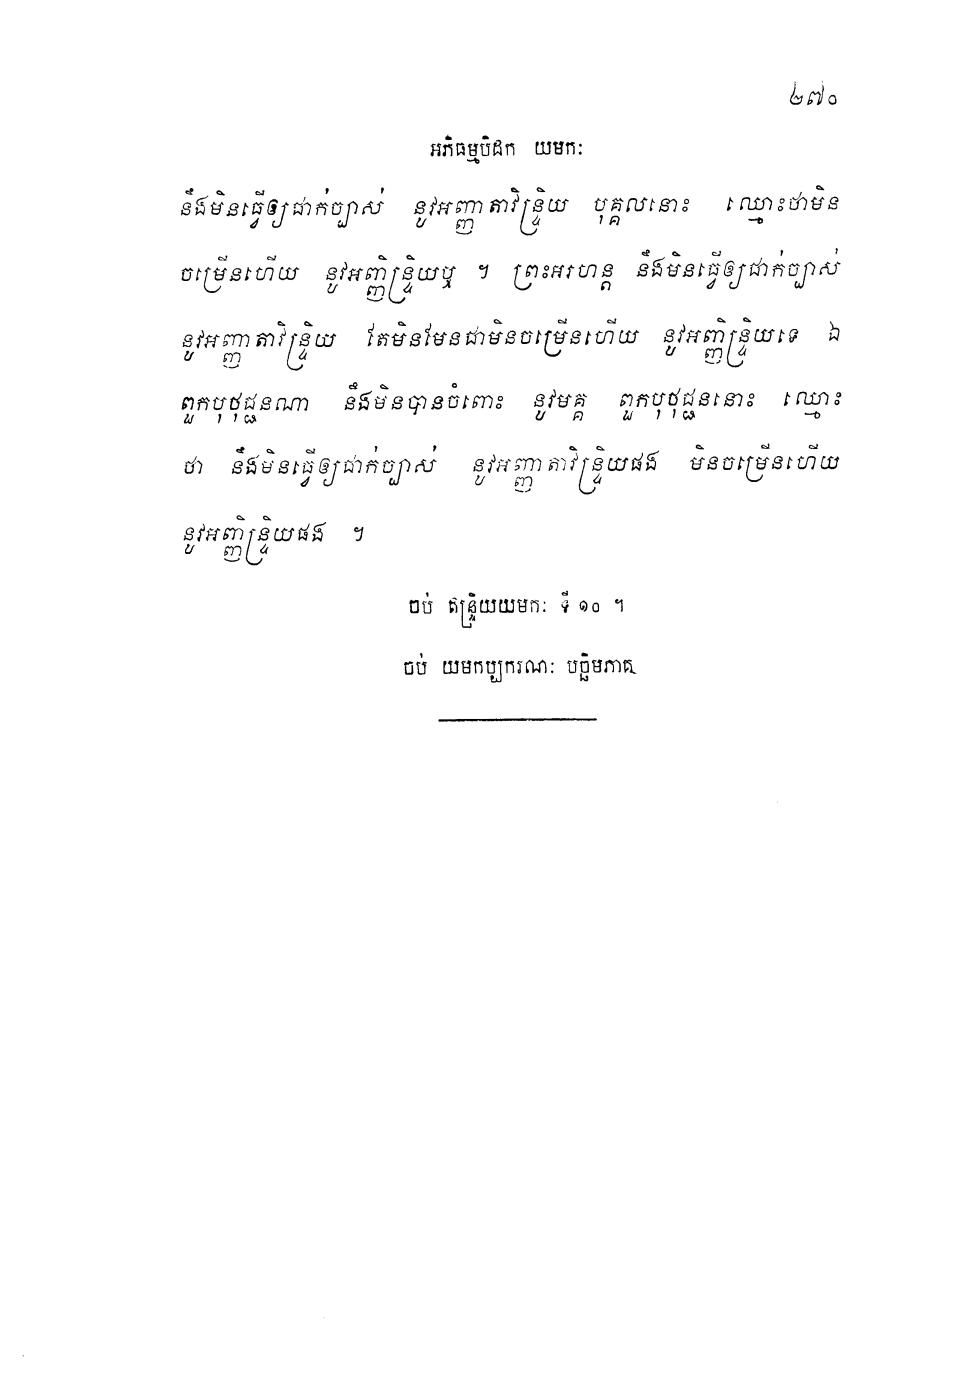 ២៧០
អភិធម្មបិដក យមកៈ
នឹងមិនធ្វើឲ្យជាក់ច្បាស់ នូវអញ្ញាតាវិន្ទ្រិយ បុគ្គលនោះ ឈ្មោះថាមិន
ចម្រើនហើយ នូវអញ្ញិន្ទ្រិយឬ ។ ព្រះអរហន្ត នឹងមិនធ្វើឲ្យជាក់ច្បាស់
នូវអញ្ញាតាវិន្ទ្រិយ តែមិនមែនជាមិនចម្រើនហើយ នូវអញ្ញិន្ទ្រិយទេ ឯ
ពួកបុថុជ្ជនណា នឹងមិនបានចំពោះ នូវមគ្គ ពួកបុថុជ្ជននោះ ឈ្មោះ
ថា នឹងមិនធ្វើឲ្យជាក់ច្បាស់ នូវអញ្ញាតាវិន្ទ្រិយផង មិនចម្រើនហើយ
នូវអញ្ញិន្ទ្រិយផង ។
ចប់ ឥន្ទ្រិយយមកៈ ទី ១០ ។
ចប់ យមកប្បករណៈ បច្ឆិមភាគ